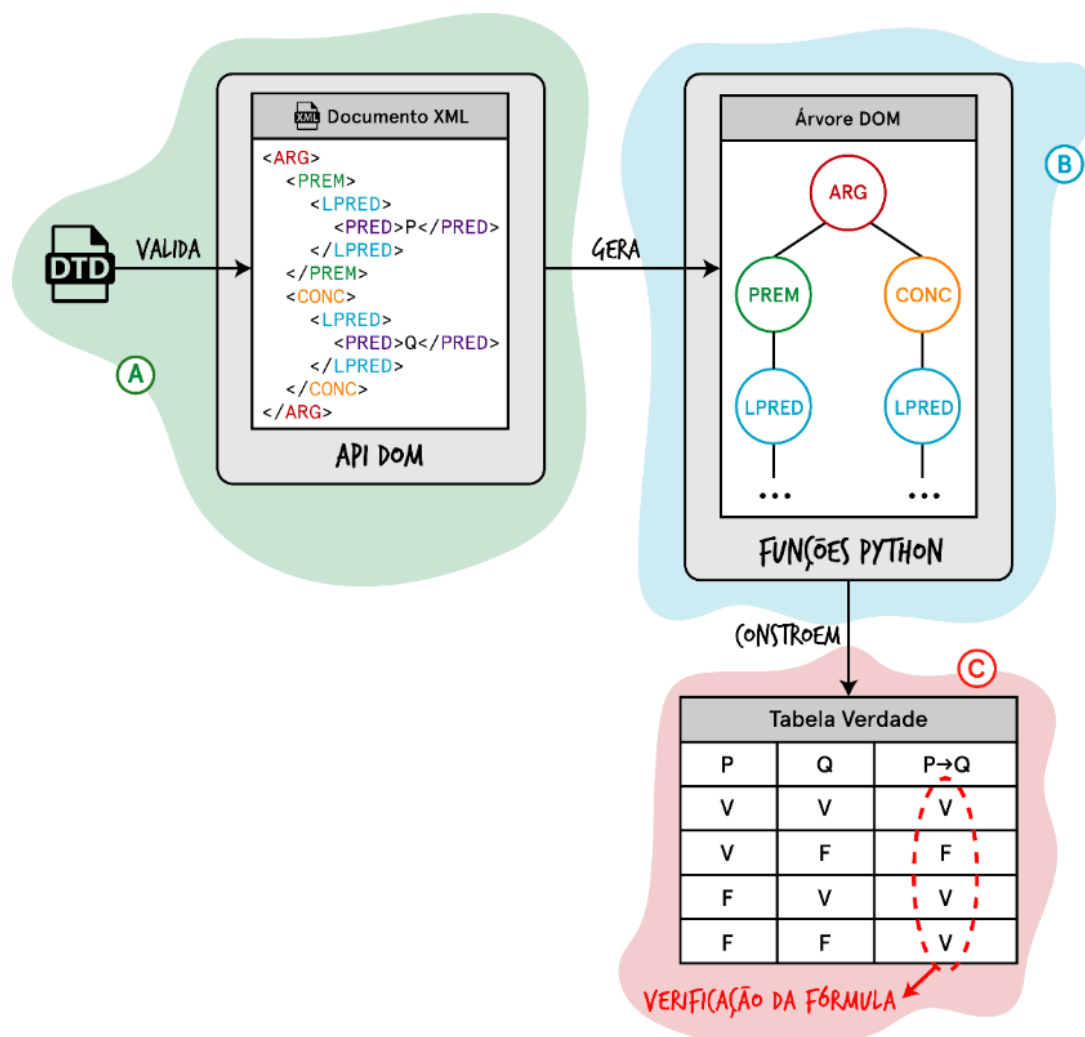 XML Documento XML
<ARG>
<PREM>
<LPRED>
<PRED>P</PRED>
</LPRED>
</PREM>
<CONC>
<LPRED>
<PRED>Q</PRED>
</LPRED>
</CONC>
</ARG>
API DOM
DTD
VALIDA
A
GERA
Árvore DOM
ARG
PREM CONC
LPRED LPRED
... ...
FUNÇÕES PYTHON
B
CONSTROEM
C
Tabela Verdade
P Q P→Q
V V V
V F F
F V V
F F V
VERIFICAÇÃO DA FÓRMULA